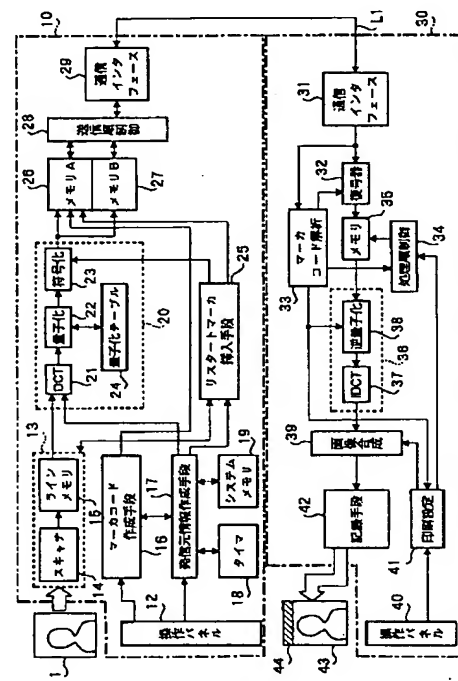 10
29
通信
インタ
フェース
28
送信順制御
26
メモリA
メモリB
27
20
符号化
23
量子化
22
DCT
21
量子化テーブル
24
25
リスタートマーカ
挿入手段
13
スキャナ
14
ライン
メモリ
15
マーカコード
作成手段
16
発信元情報作成手段
17
タイマ
18
システム
メモリ
19
操作パネル
12
1
L1
30
31
通信
インタ
フェース
32
復号器
マーカ
コード解析
33
メモリ
35
処理順制御
34
36
逆量子化
38
IDCT
37
39
画像合成
記録手段
42
印刷設定
41
操作パネル
40
43
44